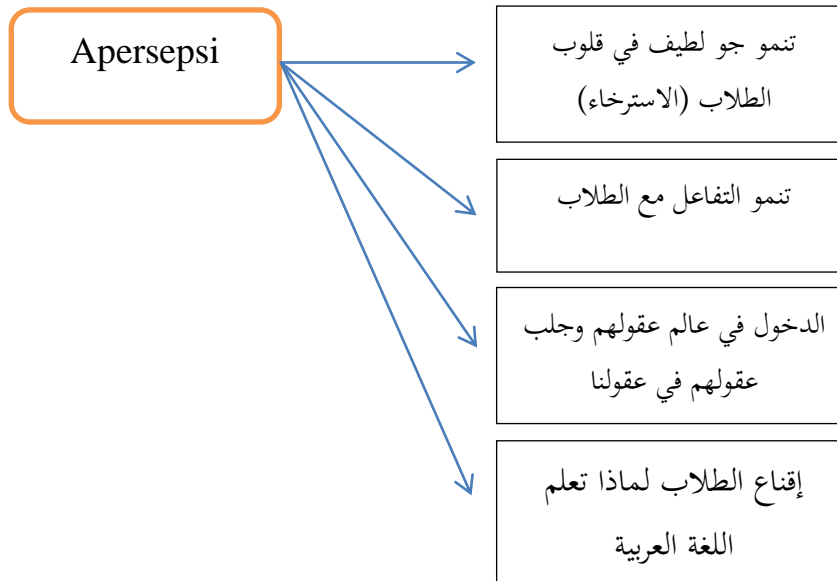 Apersepsi
تنمو جو لطيف في قلوب
الطلاب (الاسترخاء)
تنمو التفاعل مع الطلاب
الدخول في عالم عقولهم وجلب
عقولهم في عقولنا
إقناع الطلاب لماذا تعلم
اللغة العربية